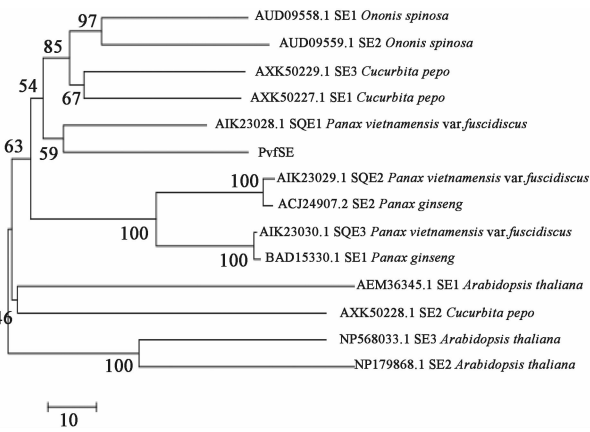 97
AUD09558.1 SE1 Ononis spinosa
AUD09559.1 SE2 Ononis spinosa
85
AXK50229.1 SE3 Cucurbita pepo
54
67
AXK50227.1 SE1 Cucurbita pepo
AIK23028.1 SQE1 Panax vietnamensis var.fuscidiscus
63
59
PvfSE
100
AIK23029.1 SQE2 Panax vietnamensis var.fuscidiscus
ACJ24907.2 SE2 Panax ginseng
100
AIK23030.1 SQE3 Panax vietnamensis var.fuscidiscus
100
BAD15330.1 SE1 Panax ginseng
AEM36345.1 SE1 Arabidopsis thaliana
46
AXK50228.1 SE2 Cucurbita pepo
NP568033.1 SE3 Arabidopsis thaliana
100
NP179868.1 SE2 Arabidopsis thaliana
10